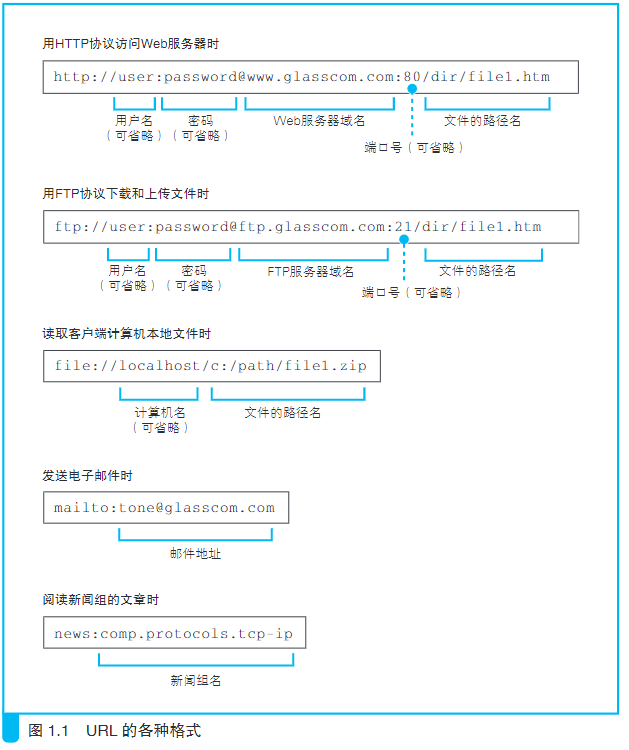 用HTTP协议访问Web服务器时
http://user:password@www.glasscom.com:80/dir/file1.htm
用户名 密码 Web服务器域名 文件的路径名
（可省略）（可省略） 端口号（可省略）
用FTP协议下载和上传文件时
ftp://user:password@ftp.glasscom.com:21/dir/file1.htm
用户名 密码 FTP服务器域名 文件的路径名
（可省略）（可省略） 端口号（可省略）
读取客户端计算机本地文件时
file://localhost/c:/path/file1.zip
计算机名 文件的路径名
（可省略）
发送电子邮件时
mailto:tone@glasscom.com
邮件地址
阅读新闻组的文章时
news:comp.protocols.tcp-ip
新闻组名
图 1.1 URL 的各种格式